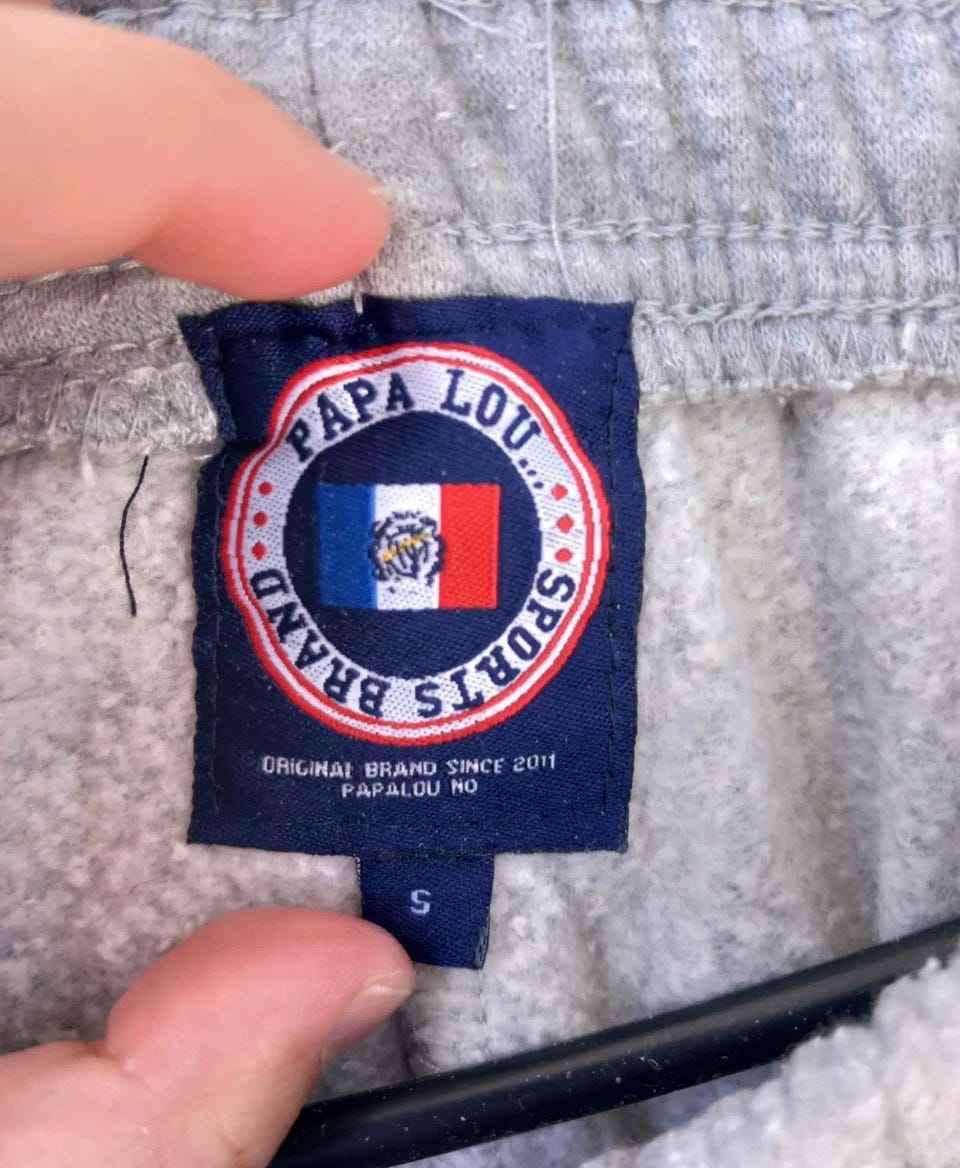 PAPA LOU...
SPORTS BRAND
ORIGINAL BRAND SINCE 2011
PAPALOU NO
S